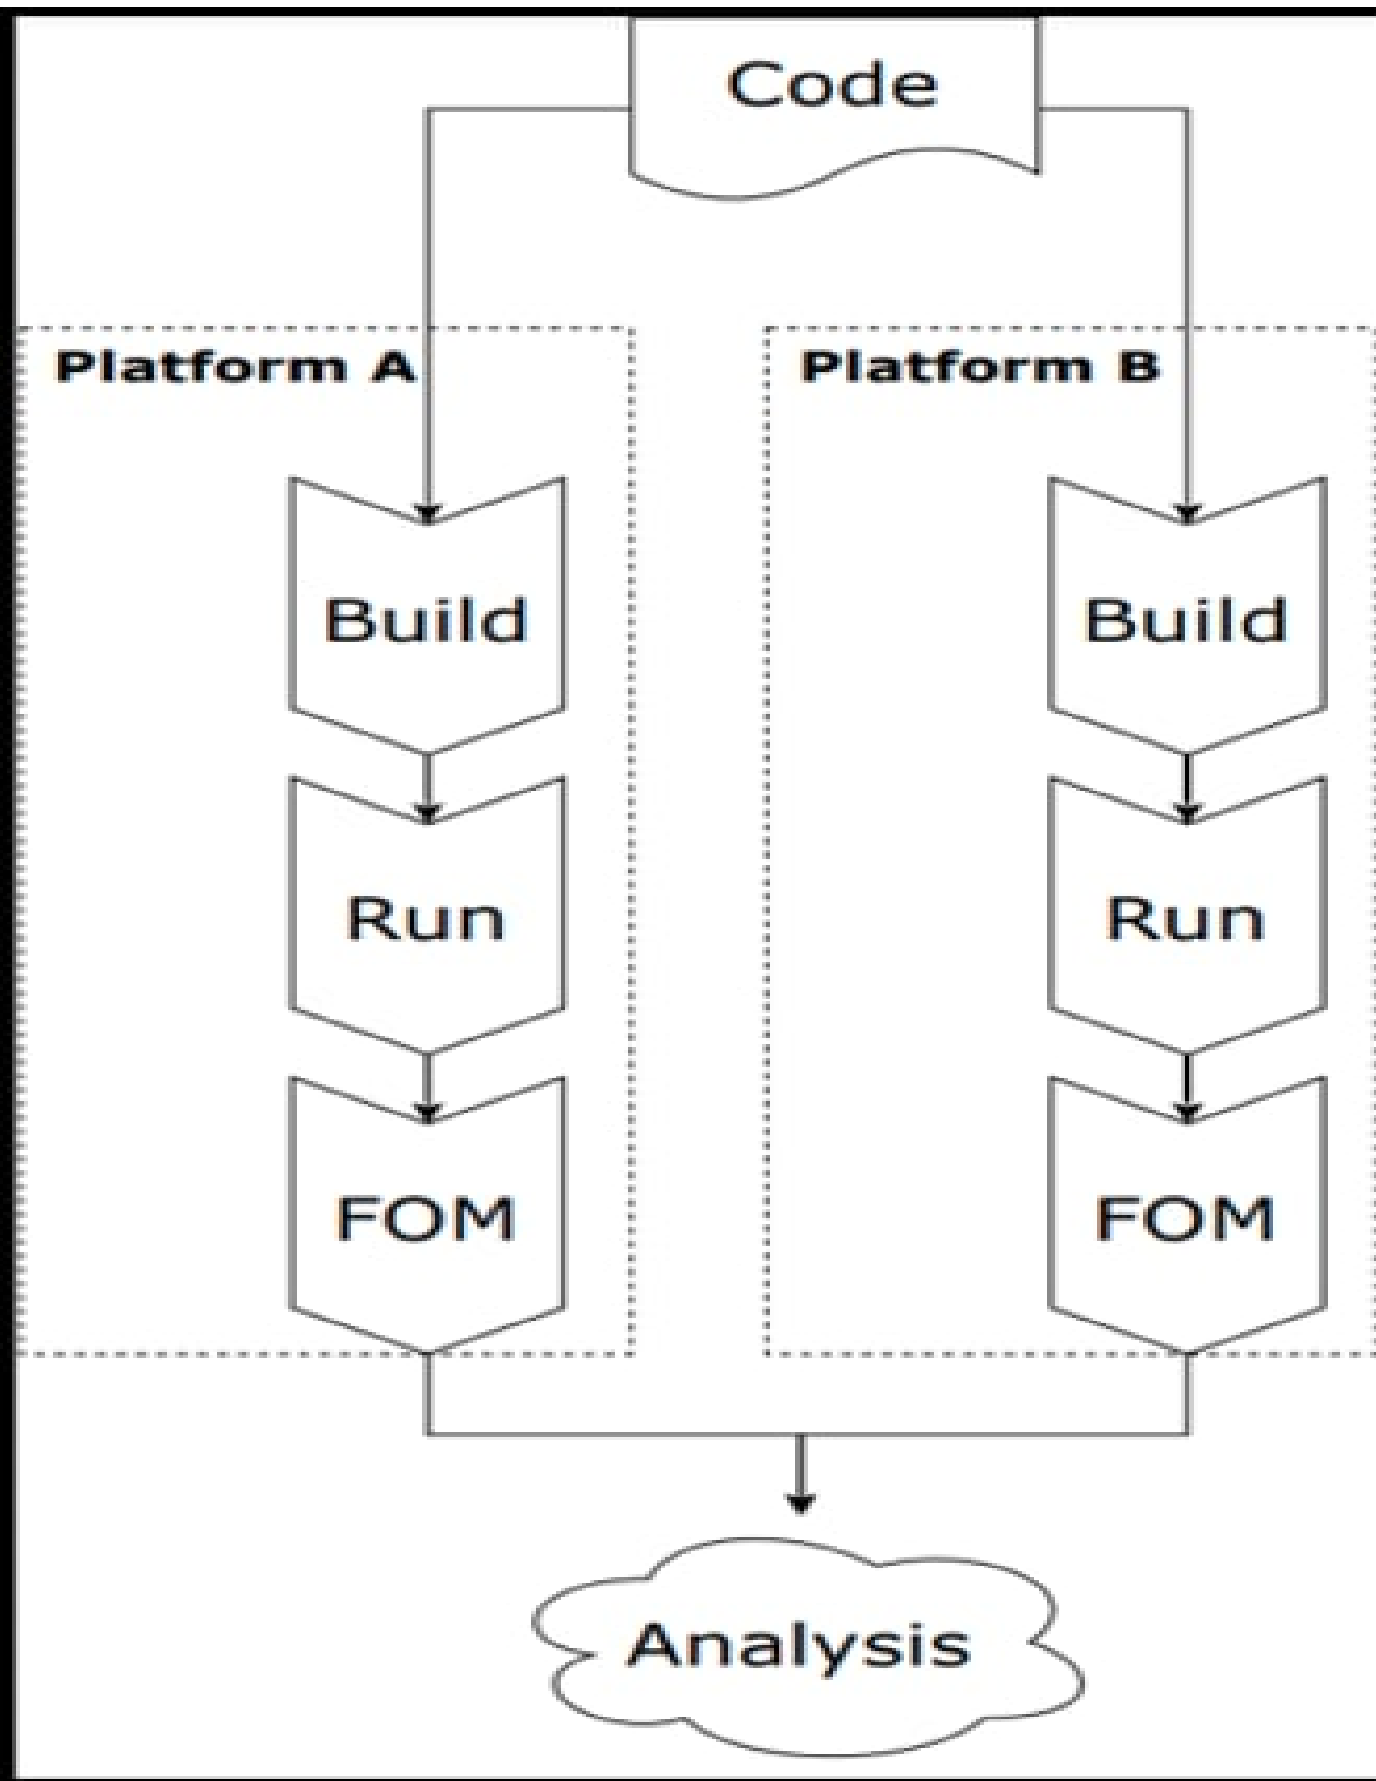 Code
Platform A
Platform B
Build
Build
Run
Run
FOM
FOM
Analysis